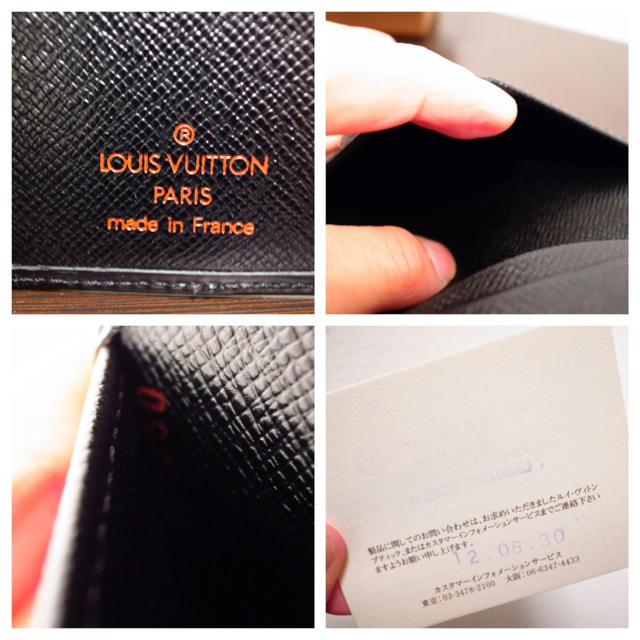 ®
LOUIS VUITTON
PARIS
made in France
製品に関してのお問い合わせは、お求めいただきましたルイ・ヴィトン
ブティック、またはカスタマーインフォメーションサービスまでご連絡下さい
ますようお願い申し上げます。
12.06.30
カスタマーインフォメーションサービス
東京：03-3478-2100　大阪：06-6347-4433